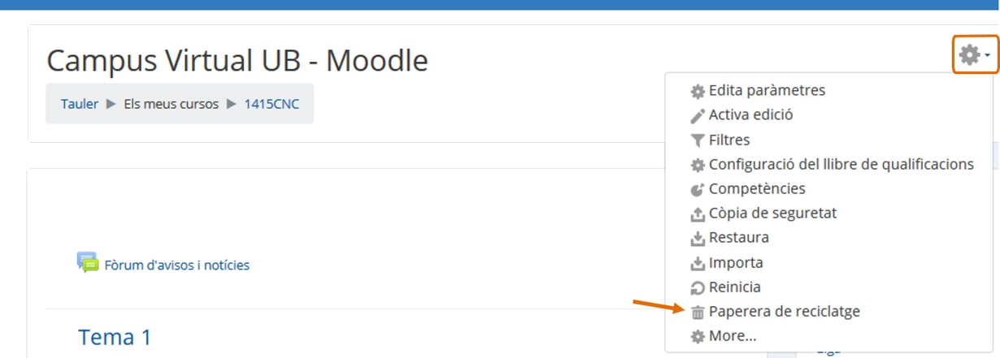 Campus Virtual UB - Moodle
Tauler ▶ Els meus cursos ▶ 1415CNC
Edita paràmetres
Activa edició
Filtres
Configuració del llibre de qualificacions
Competències
Còpia de seguretat
Restaura
Importa
Reinicia
Paperera de reciclatge
More...
Fòrum d'avisos i notícies
Tema 1